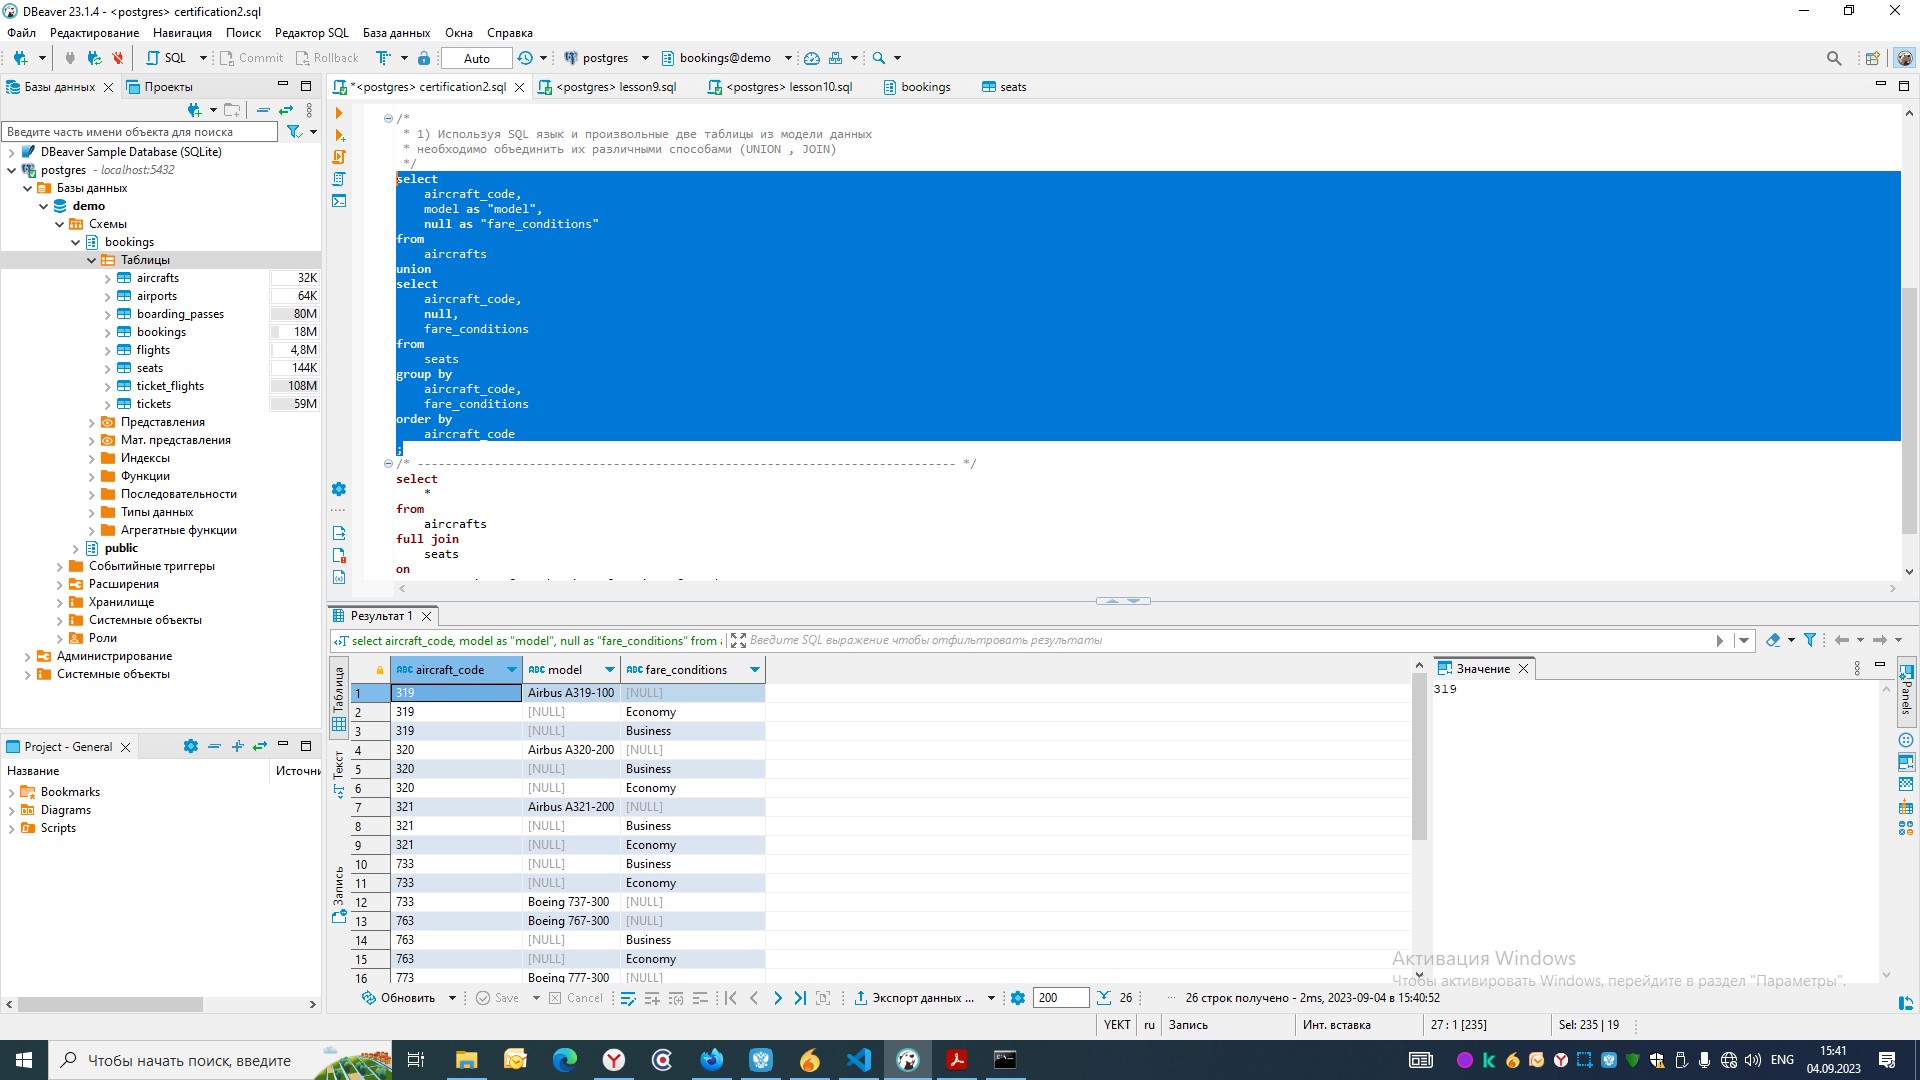 DBeaver 23.1.4 - <postgres> certification2.sql
Файл Редактирование Навигация Поиск Редактор SQL База данных Окна Справка
SQL Commit Rollback Auto postgres bookings@demo
Базы данных Проекты
Введите часть имени объекта для поиска
DBeaver Sample Database (SQLite)
postgres - localhost:5432
Базы данных
demo
Схемы
bookings
Таблицы
aircrafts 32K
airports 64K
boarding_passes 80M
bookings 18M
flights 4,8M
seats 144K
ticket_flights 108M
tickets 59M
Представления
Мат. представления
Индексы
Функции
Последовательности
Типы данных
Агрегатные функции
public
Событийные триггеры
Расширения
Хранилище
Системные объекты
Роли
Администрирование
Системные объекты
Project - General
Название Источни
Bookmarks
Diagrams
Scripts
*<postgres> certification2.sql <postgres> lesson9.sql <postgres> lesson10.sql bookings seats
/*
* 1) Используя SQL язык и произвольные две таблицы из модели данных
* необходимо объединить их различными способами (UNION , JOIN)
*/
select
aircraft_code,
model as "model",
null as "fare_conditions"
from
aircrafts
union
select
aircraft_code,
null,
fare_conditions
from
seats
group by
aircraft_code,
fare_conditions
order by
aircraft_code
;
/* ----------------------------------------------------------------------------- */
select
*
from
aircrafts
full join
seats
on
Результат 1
select aircraft_code, model as "model", null as "fare_conditions" from Введите SQL выражение чтобы отфильтровать результаты
Таблица
Текст
Запись
ABC aircraft_code ABC model ABC fare_conditions
1 319 Airbus A319-100 [NULL]
2 319 [NULL] Economy
3 319 [NULL] Business
4 320 Airbus A320-200 [NULL]
5 320 [NULL] Business
6 320 [NULL] Economy
7 321 Airbus A321-200 [NULL]
8 321 [NULL] Business
9 321 [NULL] Economy
10 733 [NULL] Business
11 733 [NULL] Economy
12 733 Boeing 737-300 [NULL]
13 763 Boeing 767-300 [NULL]
14 763 [NULL] Business
15 763 [NULL] Economy
16 773 Boeing 777-300 [NULL]
Значение
319
Panels
Активация Windows
Чтобы активировать Windows, перейдите в раздел "Параметры".
Обновить Save Cancel Экспорт данных ... 200 26 ... 26 строк получено - 2ms, 2023-09-04 в 15:40:52
YEKT ru Запись Инт. вставка 27 : 1 [235] Sel: 235 | 19
Чтобы начать поиск, введите
ENG
15:41
04.09.2023